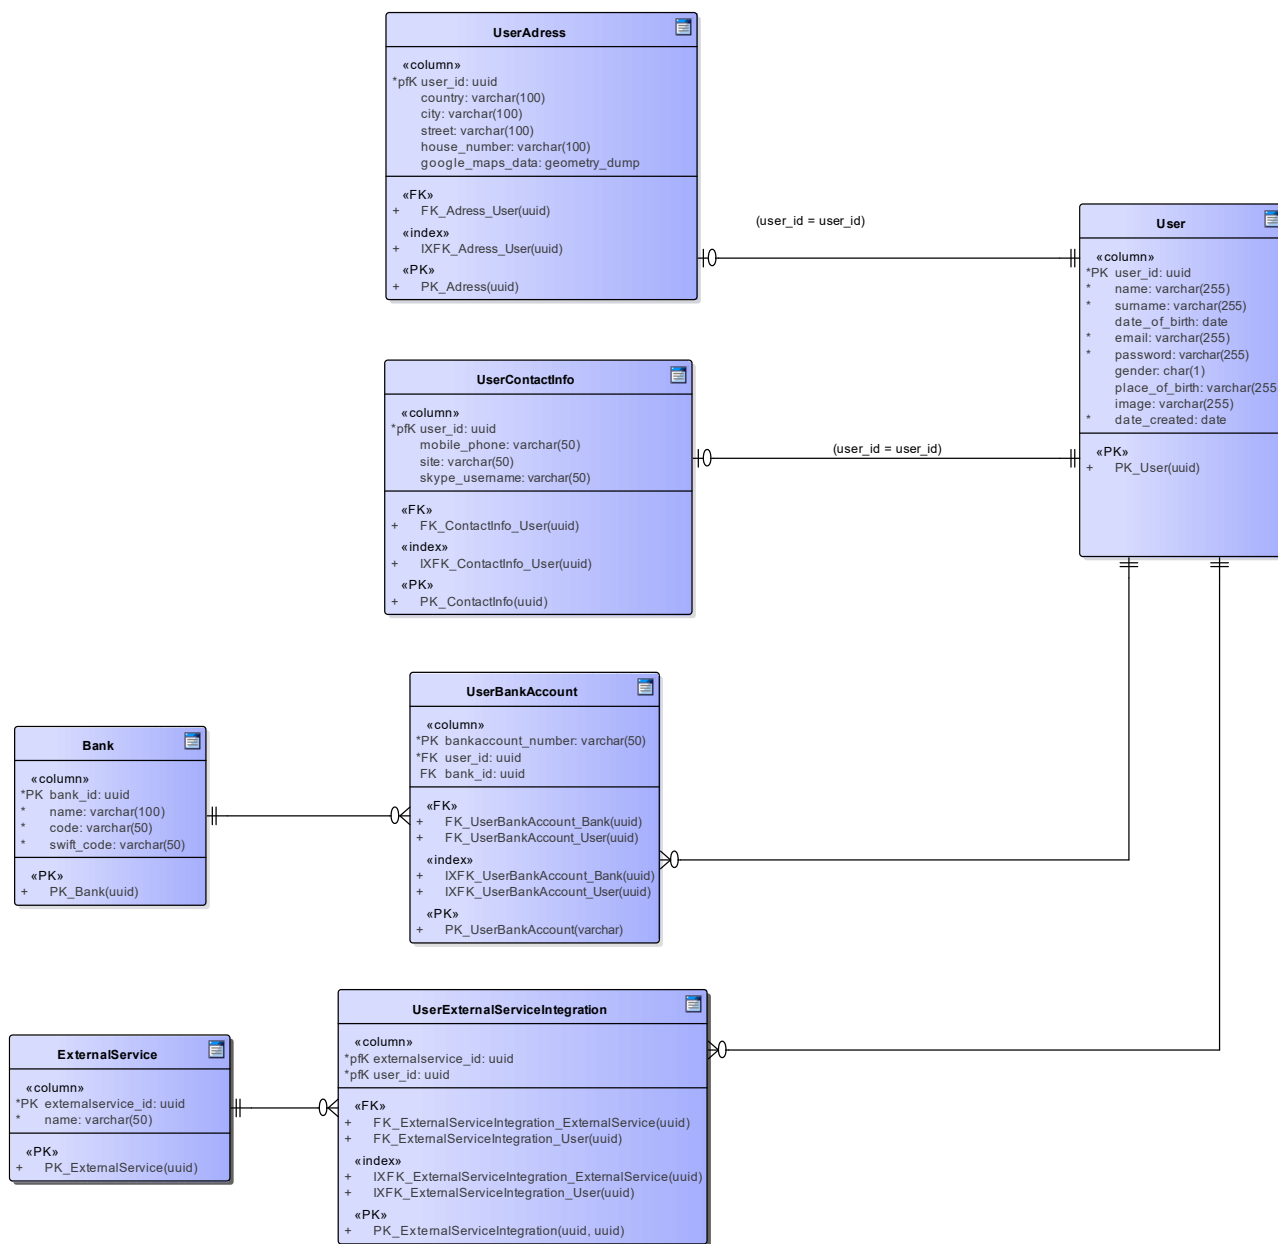 UserAdress
«column»
*pfK user_id: uuid
country: varchar(100)
city: varchar(100)
street: varchar(100)
house_number: varchar(100)
google_maps_data: geometry_dump
«FK»
+ FK_Adress_User(uuid)
«index»
+ IXFK_Adress_User(uuid)
«PK»
+ PK_Adress(uuid)
(user_id = user_id)
User
«column»
*PK user_id: uuid
* name: varchar(255)
* surname: varchar(255)
date_of_birth: date
* email: varchar(255)
* password: varchar(255)
gender: char(1)
place_of_birth: varchar(255
image: varchar(255)
* date_created: date
«PK»
+ PK_User(uuid)
UserContactInfo
«column»
*pfK user_id: uuid
mobile_phone: varchar(50)
site: varchar(50)
skype_username: varchar(50)
«FK»
+ FK_ContactInfo_User(uuid)
«index»
+ IXFK_ContactInfo_User(uuid)
«PK»
+ PK_ContactInfo(uuid)
(user_id = user_id)
UserBankAccount
«column»
*PK bankaccount_number: varchar(50)
*FK user_id: uuid
FK bank_id: uuid
«FK»
+ FK_UserBankAccount_Bank(uuid)
+ FK_UserBankAccount_User(uuid)
«index»
+ IXFK_UserBankAccount_Bank(uuid)
+ IXFK_UserBankAccount_User(uuid)
«PK»
+ PK_UserBankAccount(varchar)
Bank
«column»
*PK bank_id: uuid
* name: varchar(100)
* code: varchar(50)
* swift_code: varchar(50)
«PK»
+ PK_Bank(uuid)
UserExternalServiceIntegration
«column»
*pfK externalservice_id: uuid
*pfK user_id: uuid
«FK»
+ FK_ExternalServiceIntegration_ExternalService(uuid)
+ FK_ExternalServiceIntegration_User(uuid)
«index»
+ IXFK_ExternalServiceIntegration_ExternalService(uuid)
+ IXFK_ExternalServiceIntegration_User(uuid)
«PK»
+ PK_ExternalServiceIntegration(uuid, uuid)
ExternalService
«column»
*PK externalservice_id: uuid
* name: varchar(50)
«PK»
+ PK_ExternalService(uuid)